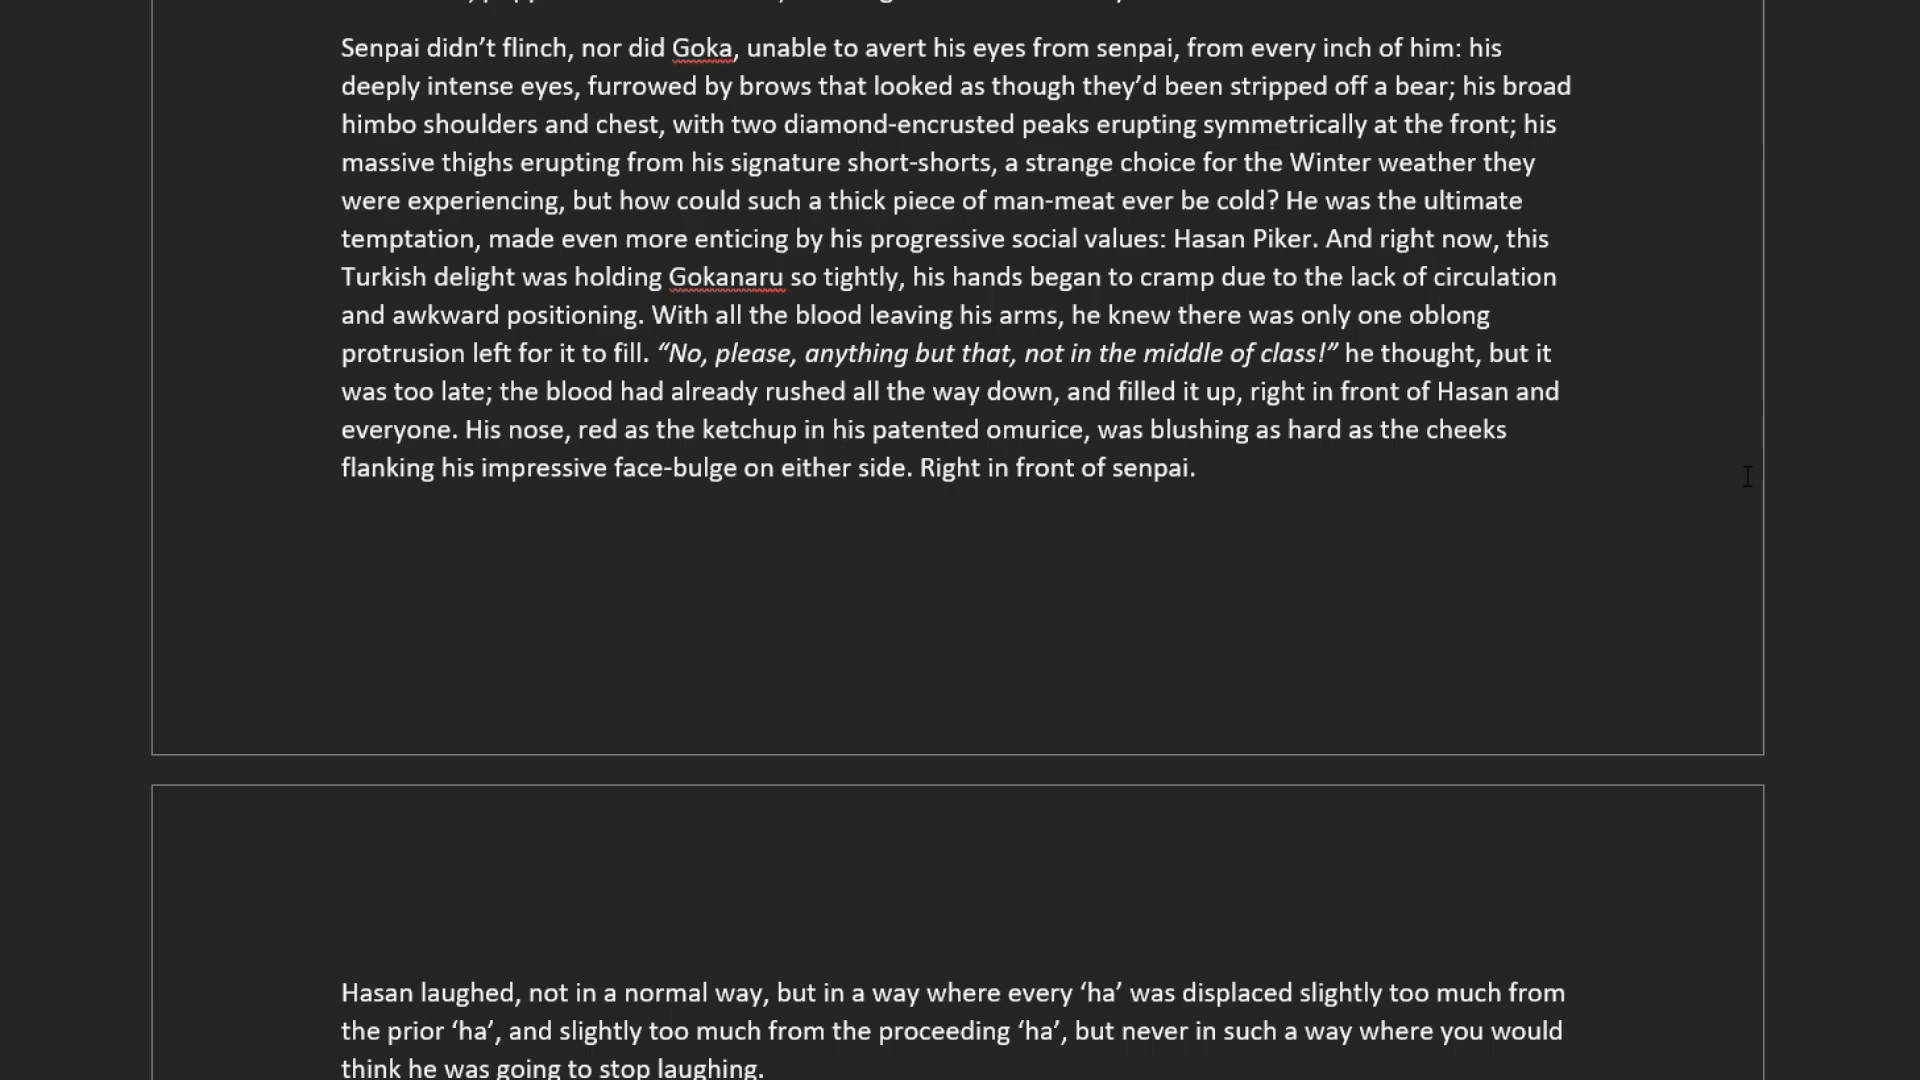 Senpai didn’t flinch, nor did Goka, unable to avert his eyes from senpai, from every inch of him: his
deeply intense eyes, furrowed by brows that looked as though they’d been stripped off a bear; his broad
himbo shoulders and chest, with two diamond-encrusted peaks erupting symmetrically at the front; his
massive thighs erupting from his signature short-shorts, a strange choice for the Winter weather they
were experiencing, but how could such a thick piece of man-meat ever be cold? He was the ultimate
temptation, made even more enticing by his progressive social values: Hasan Piker. And right now, this
Turkish delight was holding Gokanaru so tightly, his hands began to cramp due to the lack of circulation
and awkward positioning. With all the blood leaving his arms, he knew there was only one oblong
protrusion left for it to fill. “No, please, anything but that, not in the middle of class!” he thought, but it
was too late; the blood had already rushed all the way down, and filled it up, right in front of Hasan and
everyone. His nose, red as the ketchup in his patented omurice, was blushing as hard as the cheeks
flanking his impressive face-bulge on either side. Right in front of senpai.
Hasan laughed, not in a normal way, but in a way where every ‘ha’ was displaced slightly too much from
the prior ‘ha’, and slightly too much from the proceeding ‘ha’, but never in such a way where you would
think he was going to stop laughing.